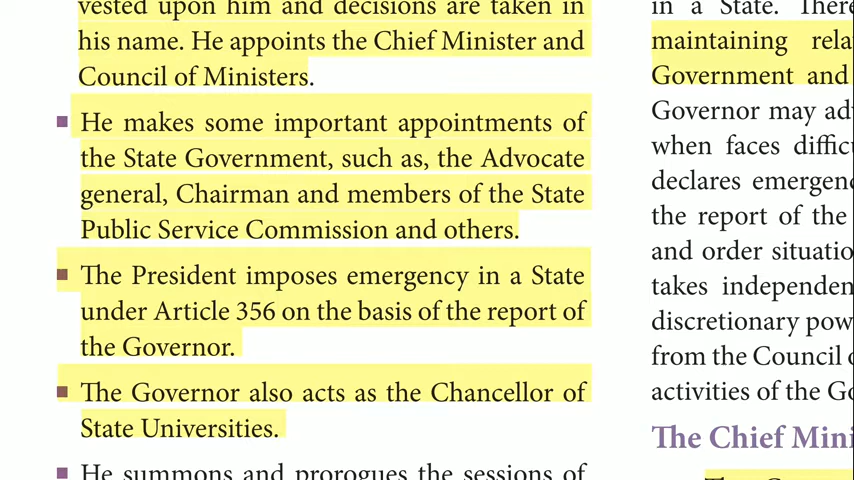 vested upon him and decisions are taken in
his name. He appoints the Chief Minister and
Council of Ministers.
He makes some important appointments of
the State Government, such as, the Advocate
general, Chairman and members of the State
Public Service Commission and others.
The President imposes emergency in a State
under Article 356 on the basis of the report of
the Governor.
The Governor also acts as the Chancellor of
State Universities.
He summons and prorogues the sessions of
in a State.
maintaining
Government and
Governor may
when faces
declares
the report of the
and order
takes
discretionary
from the Council
activities of the
The Chief